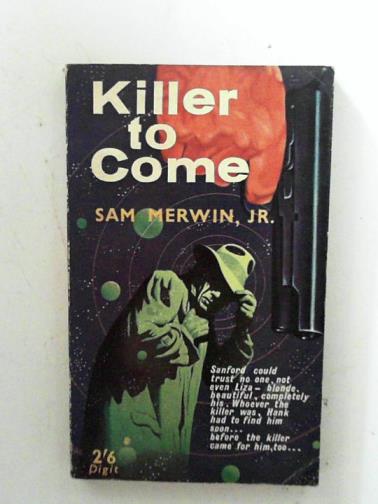 Killer
to
Come
SAM MERWIN, JR.
Sanford could
trust no one, not
even Liza – blonde,
beautiful, completely
his. Whoever the
killer was, Hank
had to find him
soon...
before the killer
came for him, too...
2'6
Digit